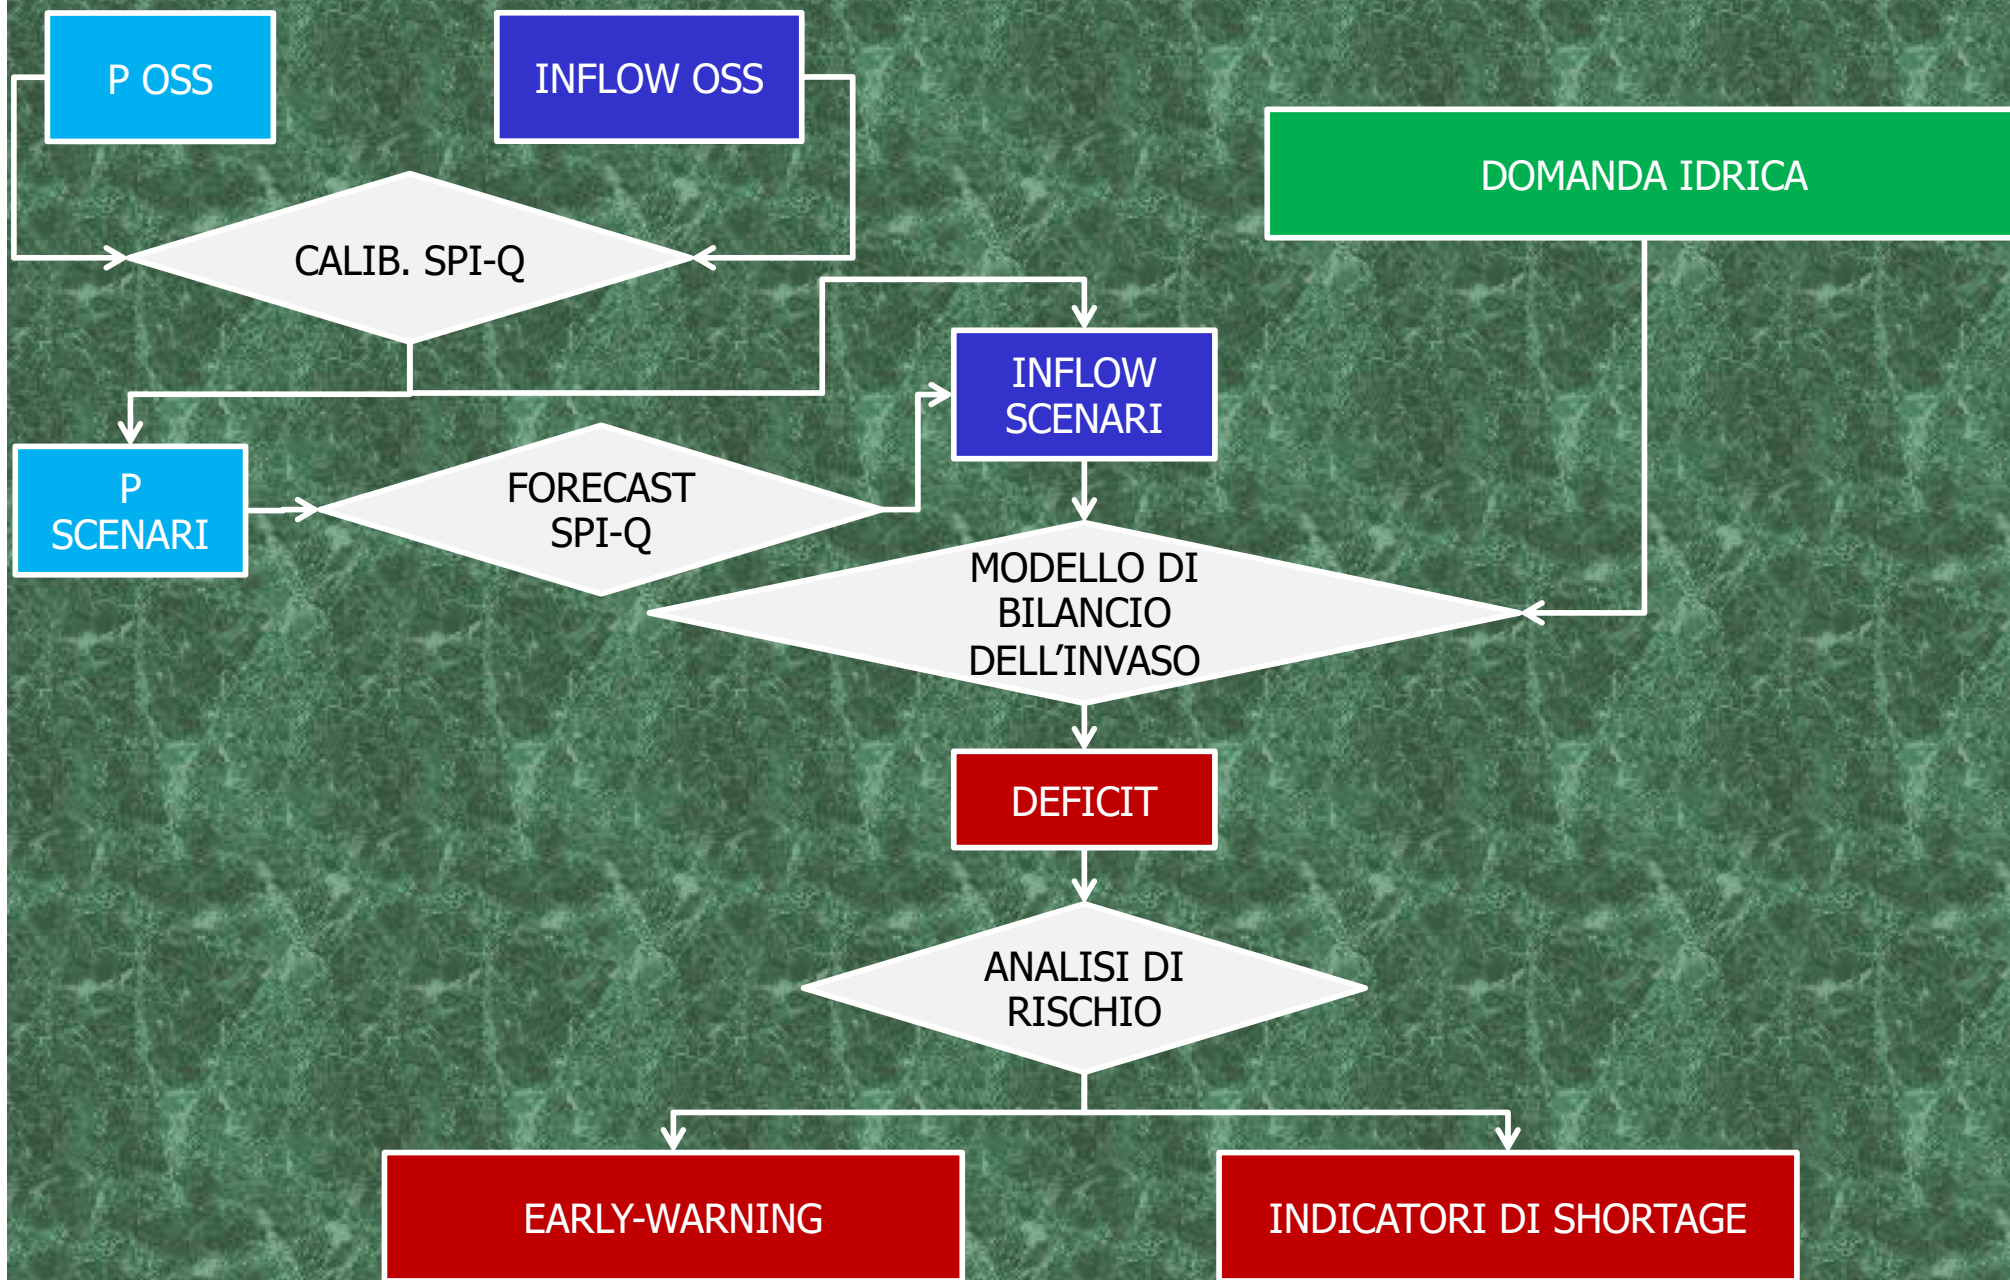 P OSS
INFLOW OSS
DOMANDA IDRICA
CALIB. SPI-Q
INFLOW
SCENARI
P
SCENARI
FORECAST
SPI-Q
MODELLO DI
BILANCIO
DELL’INVASO
DEFICIT
ANALISI DI
RISCHIO
EARLY-WARNING
INDICATORI DI SHORTAGE